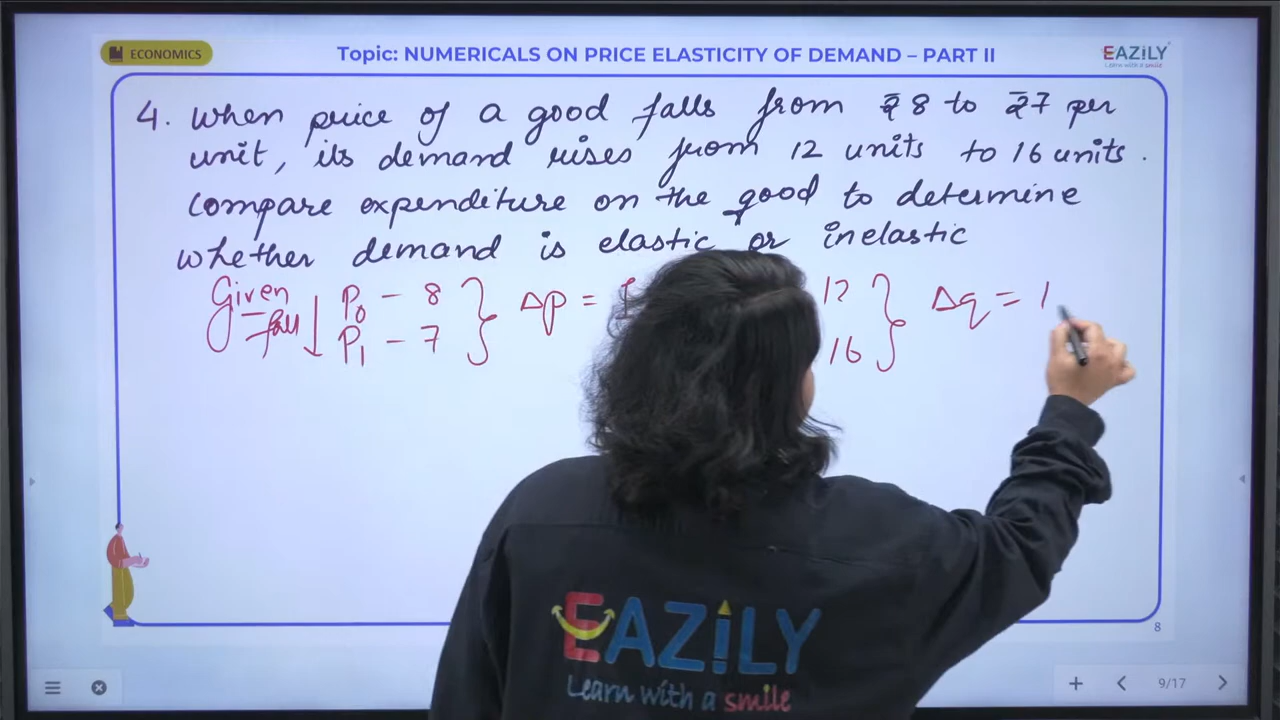 ECONOMICS
Topic: NUMERICALS ON PRICE ELASTICITY OF DEMAND – PART II
EAZILY
Learn with a smile
4. When price of a good falls from ₹8 to ₹7 per
unit, its demand rises from 12 units to 16 units.
Compare expenditure on the good to determine
whether demand is elastic or inelastic
Given
fall
P0 – 8
P1 – 7
Δp =
12
16
Δq = 1
8
EAZILY
Learn with a smile
9/17